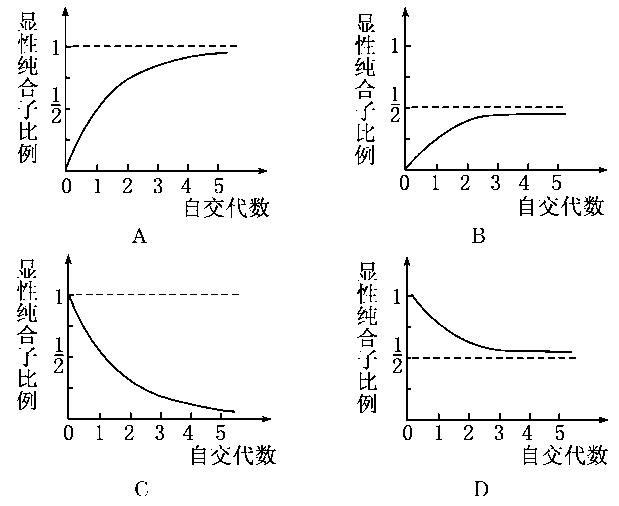 显性纯合子比例
1
1/2
0 1 2 3 4 5
自交代数
A
显性纯合子比例
1
1/2
0 1 2 3 4 5
自交代数
B
显性纯合子比例
1
1/2
0 1 2 3 4 5
自交代数
C
显性纯合子比例
1
1/2
0 1 2 3 4 5
自交代数
D